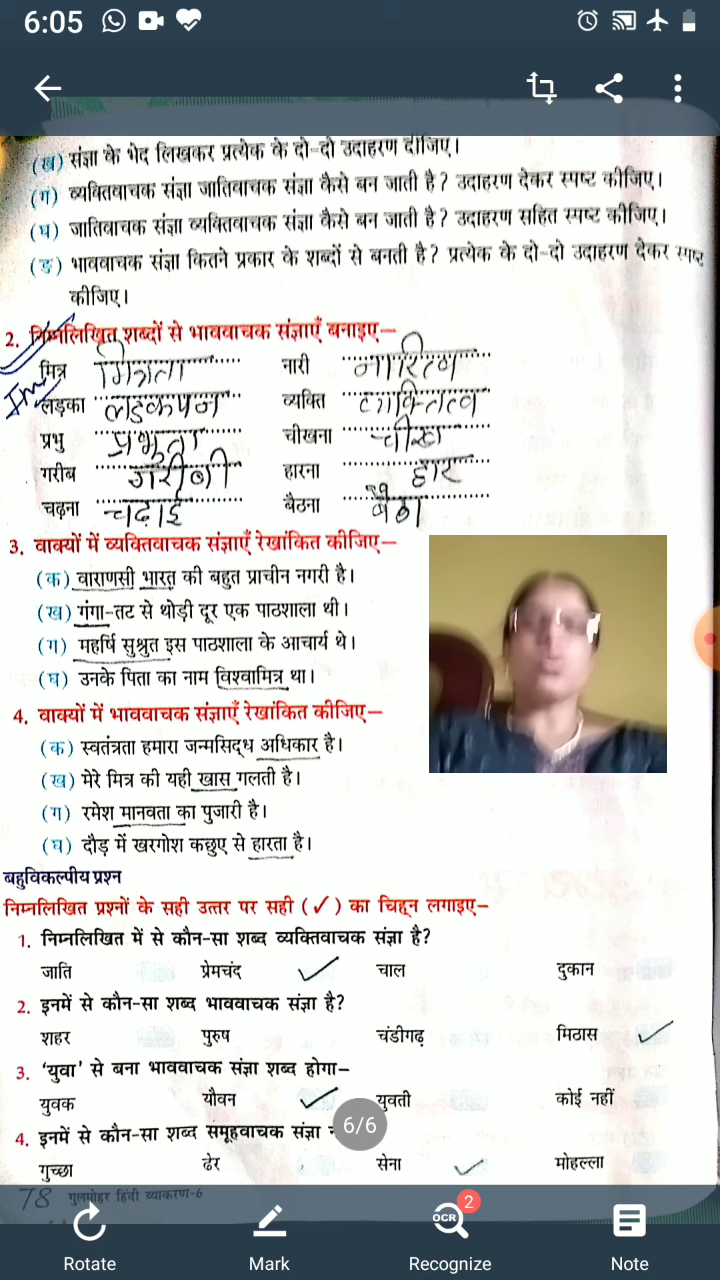 6:05
(ख) संज्ञा के भेद लिखकर प्रत्येक के दो-दो उदाहरण दीजिए।
(ग) व्यक्तिवाचक संज्ञा जातिवाचक संज्ञा कैसे बन जाती है? उदाहरण देकर स्पष्ट कीजिए।
(घ) जातिवाचक संज्ञा व्यक्तिवाचक संज्ञा कैसे बन जाती है? उदाहरण सहित स्पष्ट कीजिए।
(ङ) भाववाचक संज्ञा कितने प्रकार के शब्दों से बनती है? प्रत्येक के दो-दो उदाहरण देकर स्पष्ट
कीजिए।
2. निम्नलिखित शब्दों से भाववाचक संज्ञाएँ बनाइए–
मित्र मित्रता नारी नारित्व
लड़का लड़कपन व्यक्ति व्यक्तित्व
प्रभु प्रभुता चीखना चीख
गरीब गरीबी हारना हार
चढ़ना चढ़ाई बैठना
3. वाक्यों में व्यक्तिवाचक संज्ञाएँ रेखांकित कीजिए–
(क) वाराणसी भारत की बहुत प्राचीन नगरी है।
(ख) गंगा-तट से थोड़ी दूर एक पाठशाला थी।
(ग) महर्षि सुश्रुत इस पाठशाला के आचार्य थे।
(घ) उनके पिता का नाम विश्वामित्र था।
4. वाक्यों में भाववाचक संज्ञाएँ रेखांकित कीजिए–
(क) स्वतंत्रता हमारा जन्मसिद्ध अधिकार है।
(ख) मेरे मित्र की यही खास गलती है।
(ग) रमेश मानवता का पुजारी है।
(घ) दौड़ में खरगोश कछुए से हारता है।
बहुविकल्पीय प्रश्न
निम्नलिखित प्रश्नों के सही उत्तर पर सही (✓) का चिह्न लगाइए–
1. निम्नलिखित में से कौन-सा शब्द व्यक्तिवाचक संज्ञा है?
जाति प्रेमचंद ✓ चाल दुकान
2. इनमें से कौन-सा शब्द भाववाचक संज्ञा है?
शहर पुरुष चंडीगढ़ मिठास ✓
3. 'युवा' से बना भाववाचक संज्ञा शब्द होगा–
युवक यौवन ✓ युवती कोई नहीं
6/6
4. इनमें से कौन-सा शब्द समूहवाचक संज्ञा
गुच्छा ढेर सेना ✓ मोहल्ला
78 गुलमोहर हिंदी व्याकरण-6
OCR 2
Rotate Mark Recognize Note